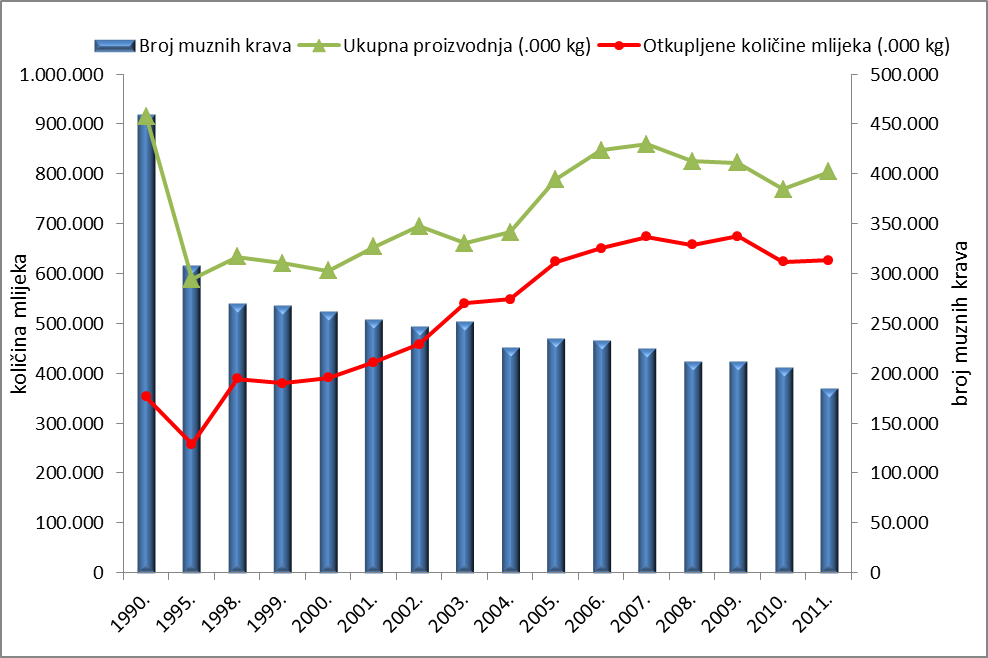 Broj muznih krava Ukupna proizvodnja (.000 kg) Otkupljene količine mlijeka (.000 kg)
1.000.000 500.000
900.000 450.000
800.000 400.000
700.000 350.000
600.000 300.000
500.000 250.000
400.000 200.000
300.000 150.000
200.000 100.000
100.000 50.000
0 0
količina mlijeka
broj muznih krava
1990. 1995. 1998. 1999. 2000. 2001. 2002. 2003. 2004. 2005. 2006. 2007. 2008. 2009. 2010. 2011.